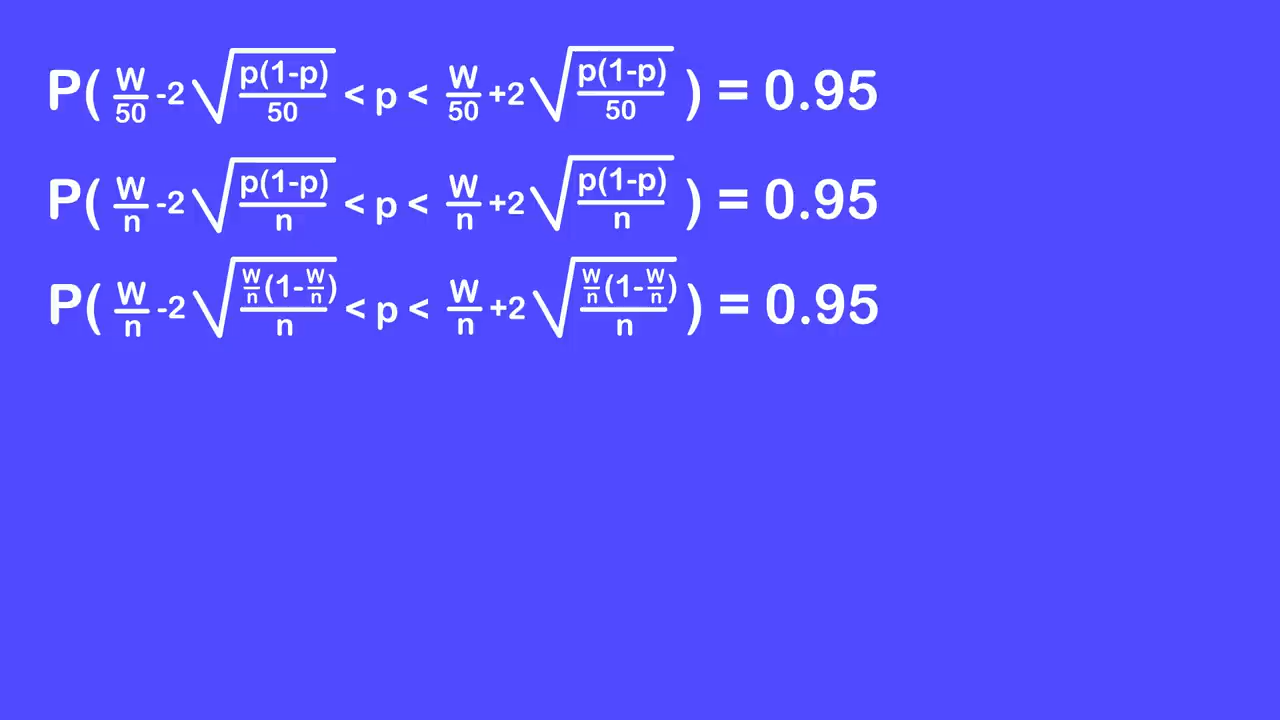 P( W/50 -2 √(p(1-p)/50) < p < W/50 +2 √(p(1-p)/50) ) = 0.95
P( W/n -2 √(p(1-p)/n) < p < W/n +2 √(p(1-p)/n) ) = 0.95
P( W/n -2 √(W/n(1-W/n)/n) < p < W/n +2 √(W/n(1-W/n)/n) ) = 0.95